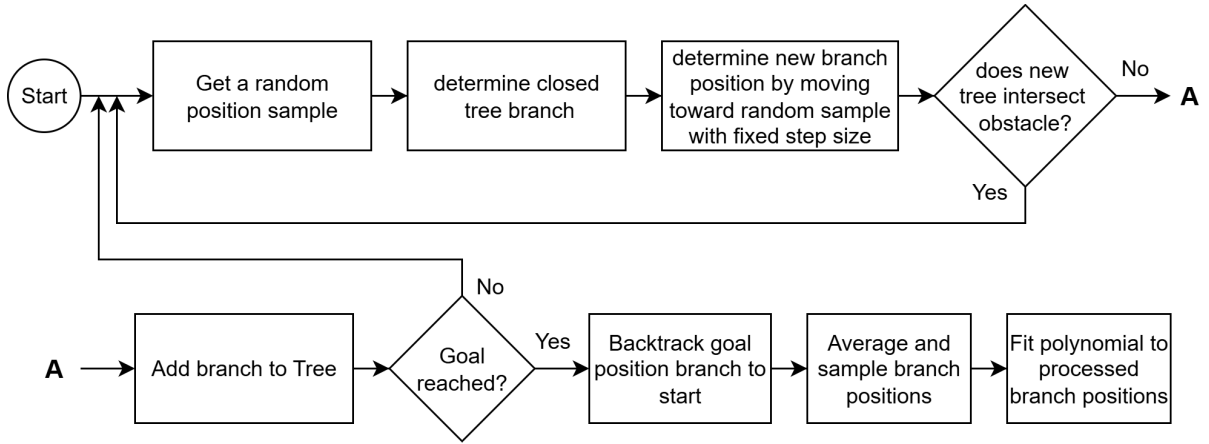 Start
Get a random
position sample
determine closed
tree branch
determine new branch
position by moving
toward random sample
with fixed step size
does new
tree intersect
obstacle?
No
A
Yes
No
A
Add branch to Tree
Goal
reached?
Yes
Backtrack goal
position branch to
start
Average and
sample branch
positions
Fit polynomial to
processed
branch positions